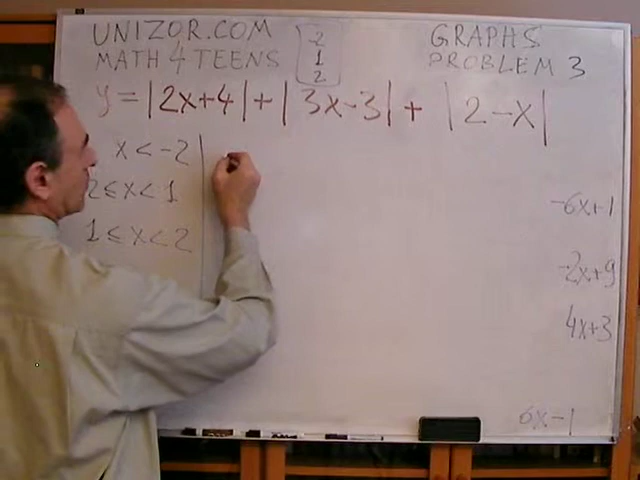 UNIZOR.COM
MATH 4 TEENS
-2
1
2
GRAPHS
PROBLEM 3
y = |2x+4| + |3x-3| + |2-x|
x < -2
2 ≤ x < 1
1 ≤ x < 2
-6x+1
-2x+9
4x+3
6x-1